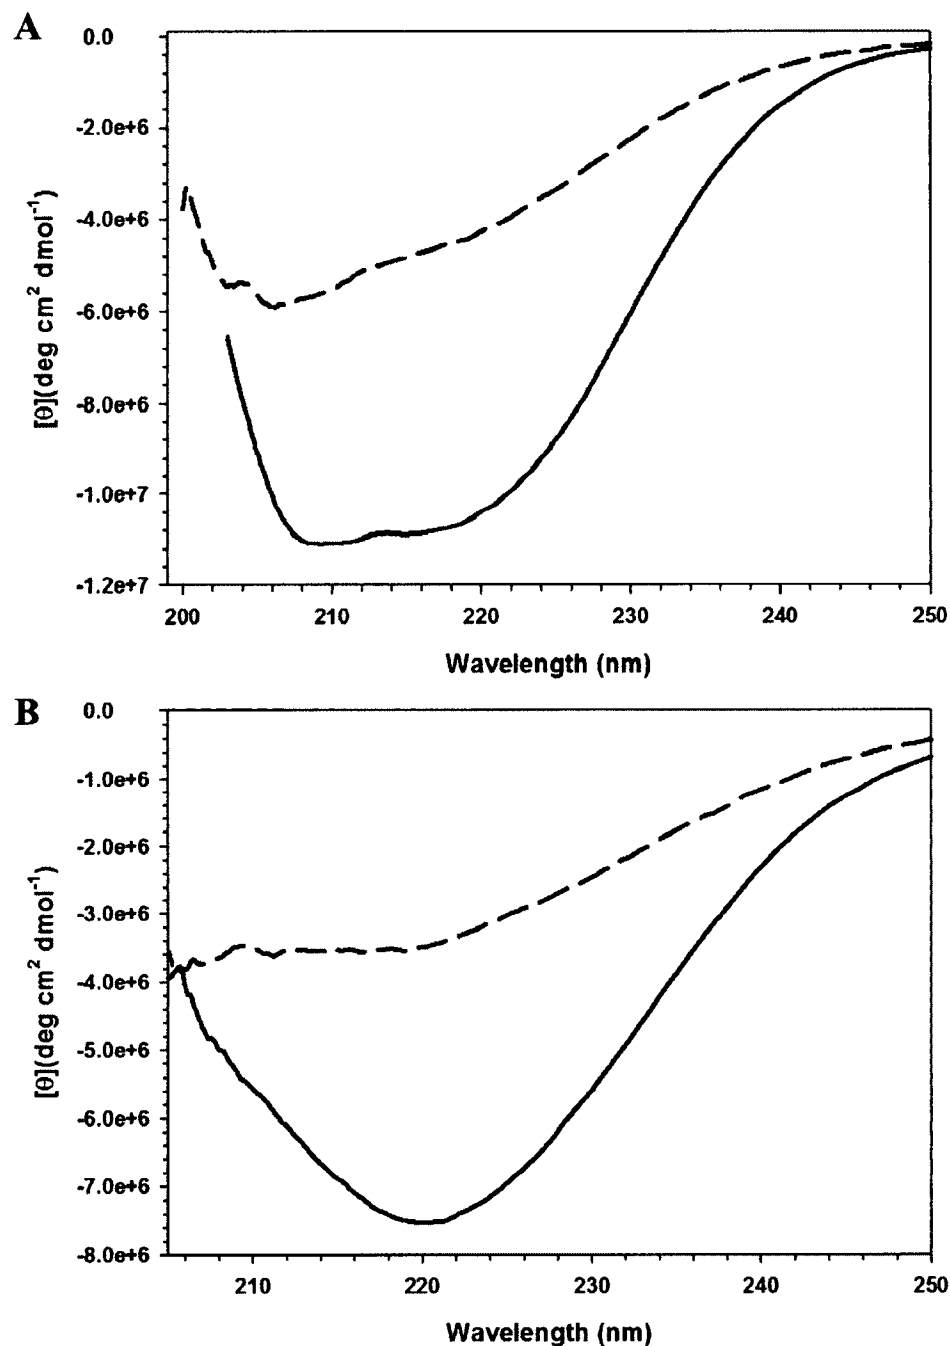 A
0.0
-2.0e+6
-4.0e+6
-6.0e+6
-8.0e+6
-1.0e+7
-1.2e+7
[θ](deg cm² dmol⁻¹)
200 210 220 230 240 250
Wavelength (nm)
B
0.0
-1.0e+6
-2.0e+6
-3.0e+6
-4.0e+6
-5.0e+6
-6.0e+6
-7.0e+6
-8.0e+6
[θ](deg cm² dmol⁻¹)
210 220 230 240 250
Wavelength (nm)